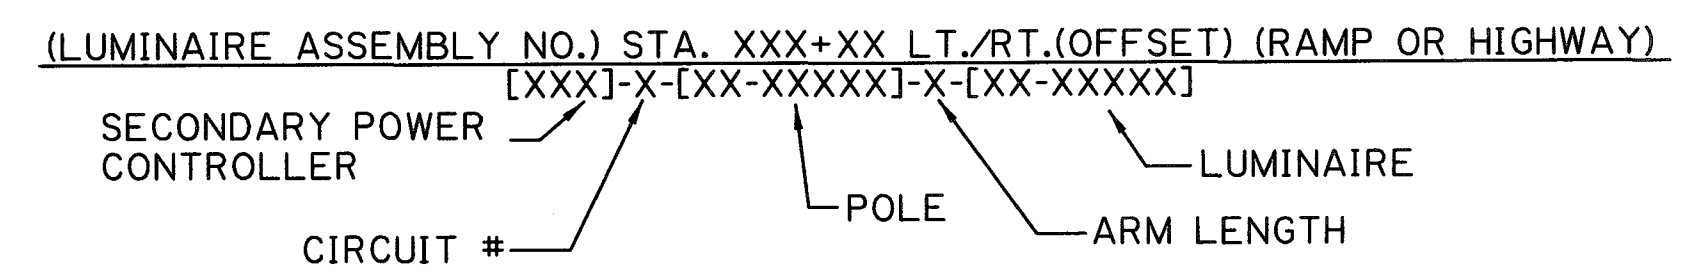 (LUMINAIRE ASSEMBLY NO.) STA. XXX+XX LT./RT.(OFFSET) (RAMP OR HIGHWAY)
[XXX]-X-[XX-XXXXX]-X-[XX-XXXXX]
SECONDARY POWER
CONTROLLER
LUMINAIRE
POLE
ARM LENGTH
CIRCUIT #